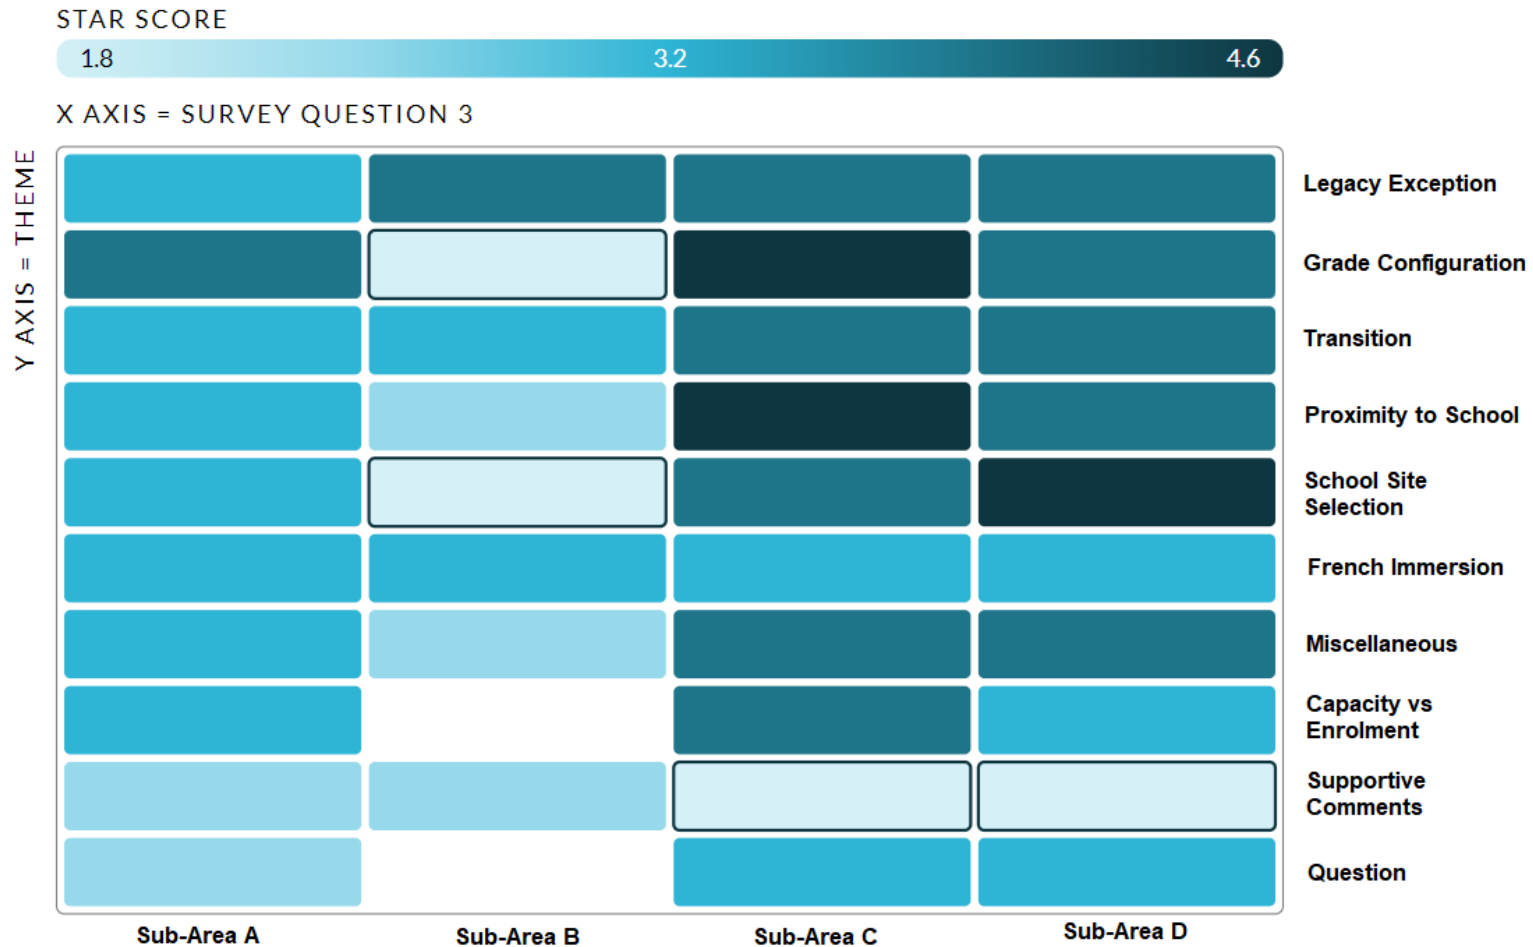 STAR SCORE
1.8 3.2 4.6
X AXIS = SURVEY QUESTION 3
Y AXIS = THEME
Legacy Exception
Grade Configuration
Transition
Proximity to School
School Site
Selection
French Immersion
Miscellaneous
Capacity vs
Enrolment
Supportive
Comments
Question
Sub-Area A Sub-Area B Sub-Area C Sub-Area D